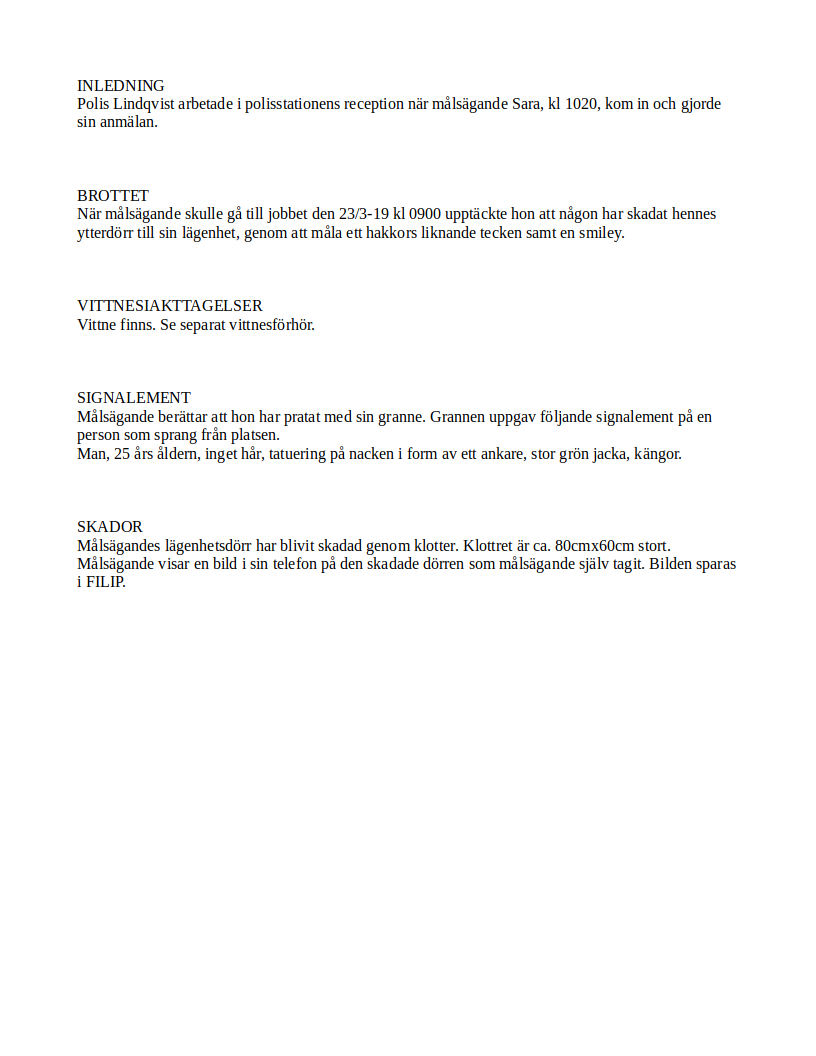 INLEDNING
Polis Lindqvist arbetade i polisstationens reception när målsägande Sara, kl 1020, kom in och gjorde
sin anmälan.
BROTTET
När målsägande skulle gå till jobbet den 23/3-19 kl 0900 upptäckte hon att någon har skadat hennes
ytterdörr till sin lägenhet, genom att måla ett hakkors liknande tecken samt en smiley.
VITTNESIAKTTAGELSER
Vittne finns. Se separat vittnesförhör.
SIGNALEMENT
Målsägande berättar att hon har pratat med sin granne. Grannen uppgav följande signalement på en
person som sprang från platsen.
Man, 25 års åldern, inget hår, tatuering på nacken i form av ett ankare, stor grön jacka, kängor.
SKADOR
Målsägandes lägenhetsdörr har blivit skadad genom klotter. Klottret är ca. 80cmx60cm stort.
Målsägande visar en bild i sin telefon på den skadade dörren som målsägande själv tagit. Bilden sparas
i FILIP.